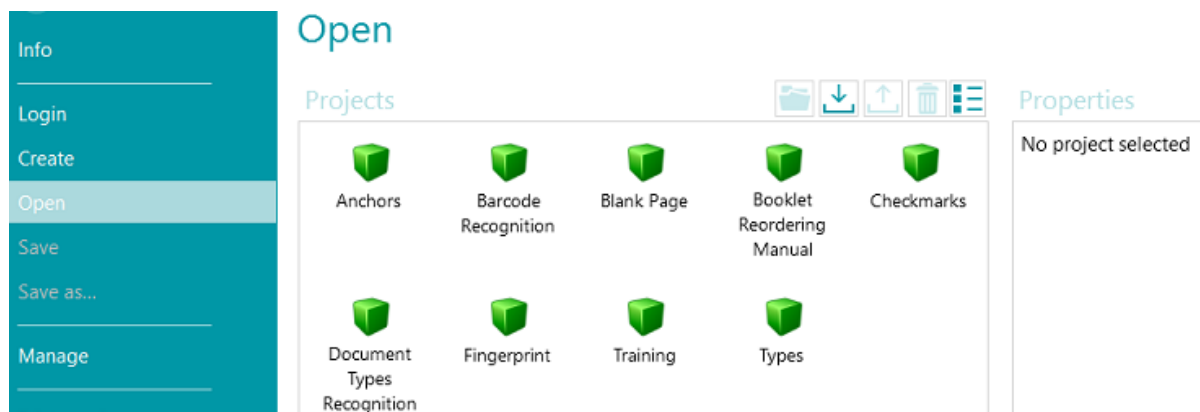 Info
Login
Create
Open
Save
Save as...
Manage
Open
Projects
Properties
No project selected
Anchors
Barcode
Recognition
Blank Page
Booklet
Reordering
Manual
Checkmarks
Document
Types
Recognition
Fingerprint
Training
Types